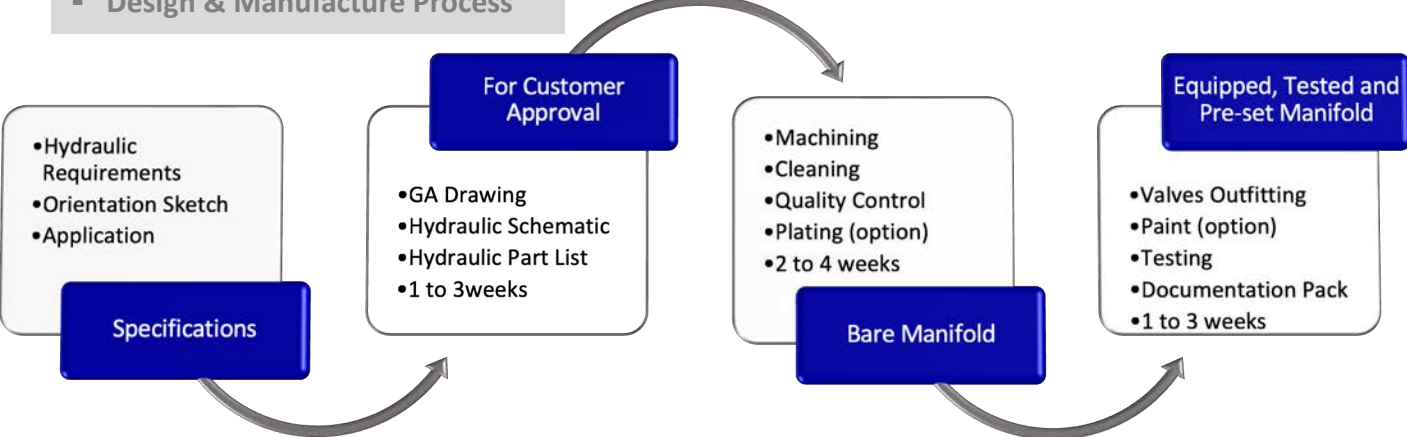 ▪ Design & Manufacture Process
•Hydraulic
Requirements
•Orientation Sketch
•Application
Specifications
For Customer
Approval
•GA Drawing
•Hydraulic Schematic
•Hydraulic Part List
•1 to 3weeks
•Machining
•Cleaning
•Quality Control
•Plating (option)
•2 to 4 weeks
Bare Manifold
Equipped, Tested and
Pre-set Manifold
•Valves Outfitting
•Paint (option)
•Testing
•Documentation Pack
•1 to 3 weeks